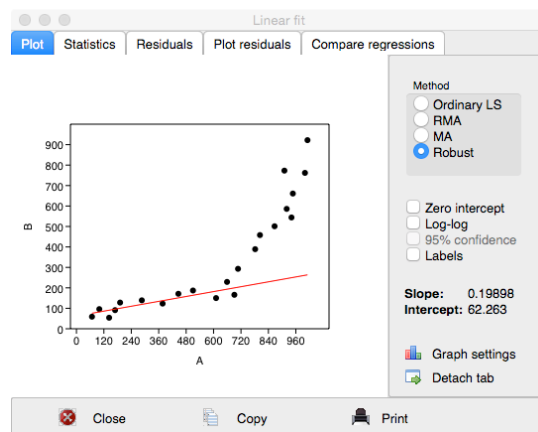 Linear fit
Plot Statistics Residuals Plot residuals Compare regressions
900
800
700
600
500
400
300
200
100
0
B
0 120 240 360 480 600 720 840 960
A
Method
Ordinary LS
RMA
MA
Robust
Zero intercept
Log-log
95% confidence
Labels
Slope: 0.19898
Intercept: 62.263
Graph settings
Detach tab
Close Copy Print